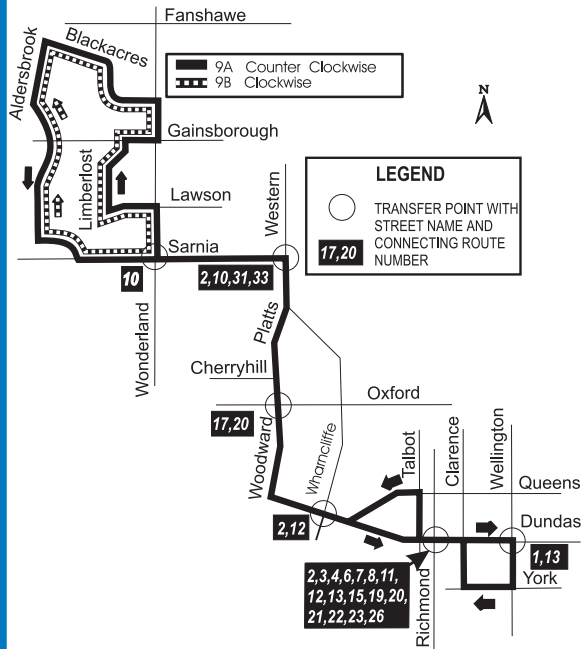 Fanshawe
Blackacres
9A Counter Clockwise
9B Clockwise
Aldersbrook
Gainsborough
LEGEND
TRANSFER POINT WITH
STREET NAME AND
CONNECTING ROUTE
NUMBER
17,20
N
Limberlost
Lawson
Western
Sarnia
10
2,10,31,33
Wonderland
Platts
Cherryhill
Oxford
17,20
Woodward
Wharncliffe
Talbot
Clarence
Wellington
Queens
Dundas
2,12
1,13
York
2,3,4,6,7,8,11,
12,13,15,19,20,
21,22,23,26
Richmond